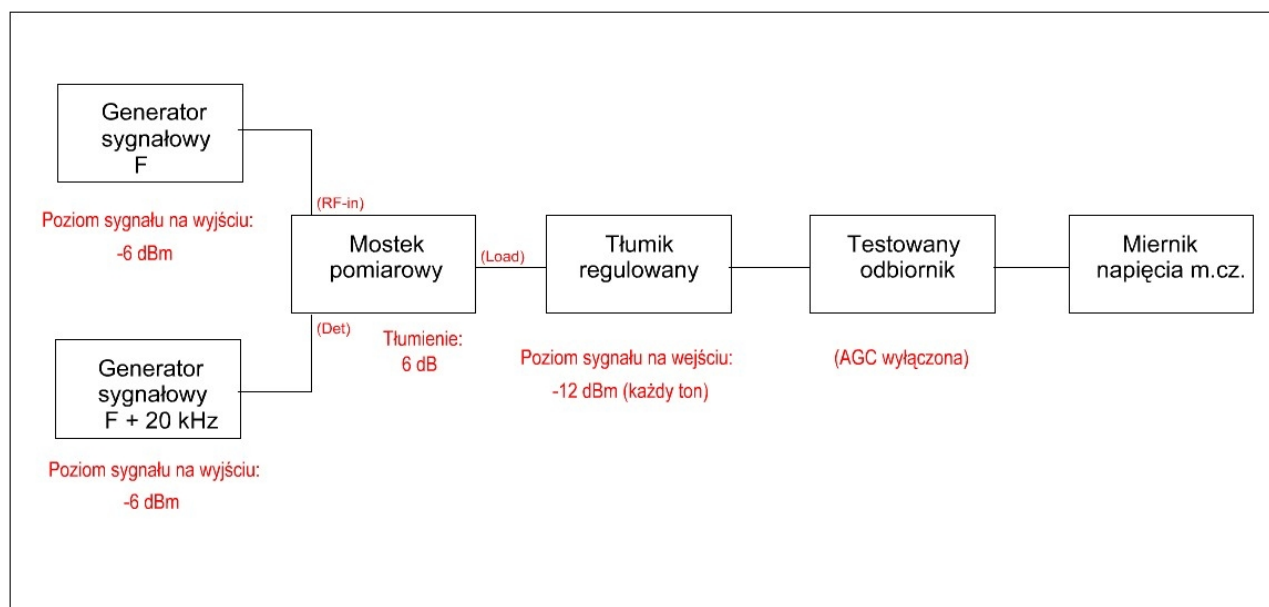 Generator
sygnałowy
F
Poziom sygnału na wyjściu:
-6 dBm
(RF-in)
Mostek
pomiarowy
(Load)
(Det)
Tłumienie:
6 dB
Tłumik
regulowany
Poziom sygnału na wejściu:
-12 dBm (każdy ton)
Testowany
odbiornik
(AGC wyłączona)
Miernik
napięcia m.cz.
Generator
sygnałowy
F + 20 kHz
Poziom sygnału na wyjściu:
-6 dBm